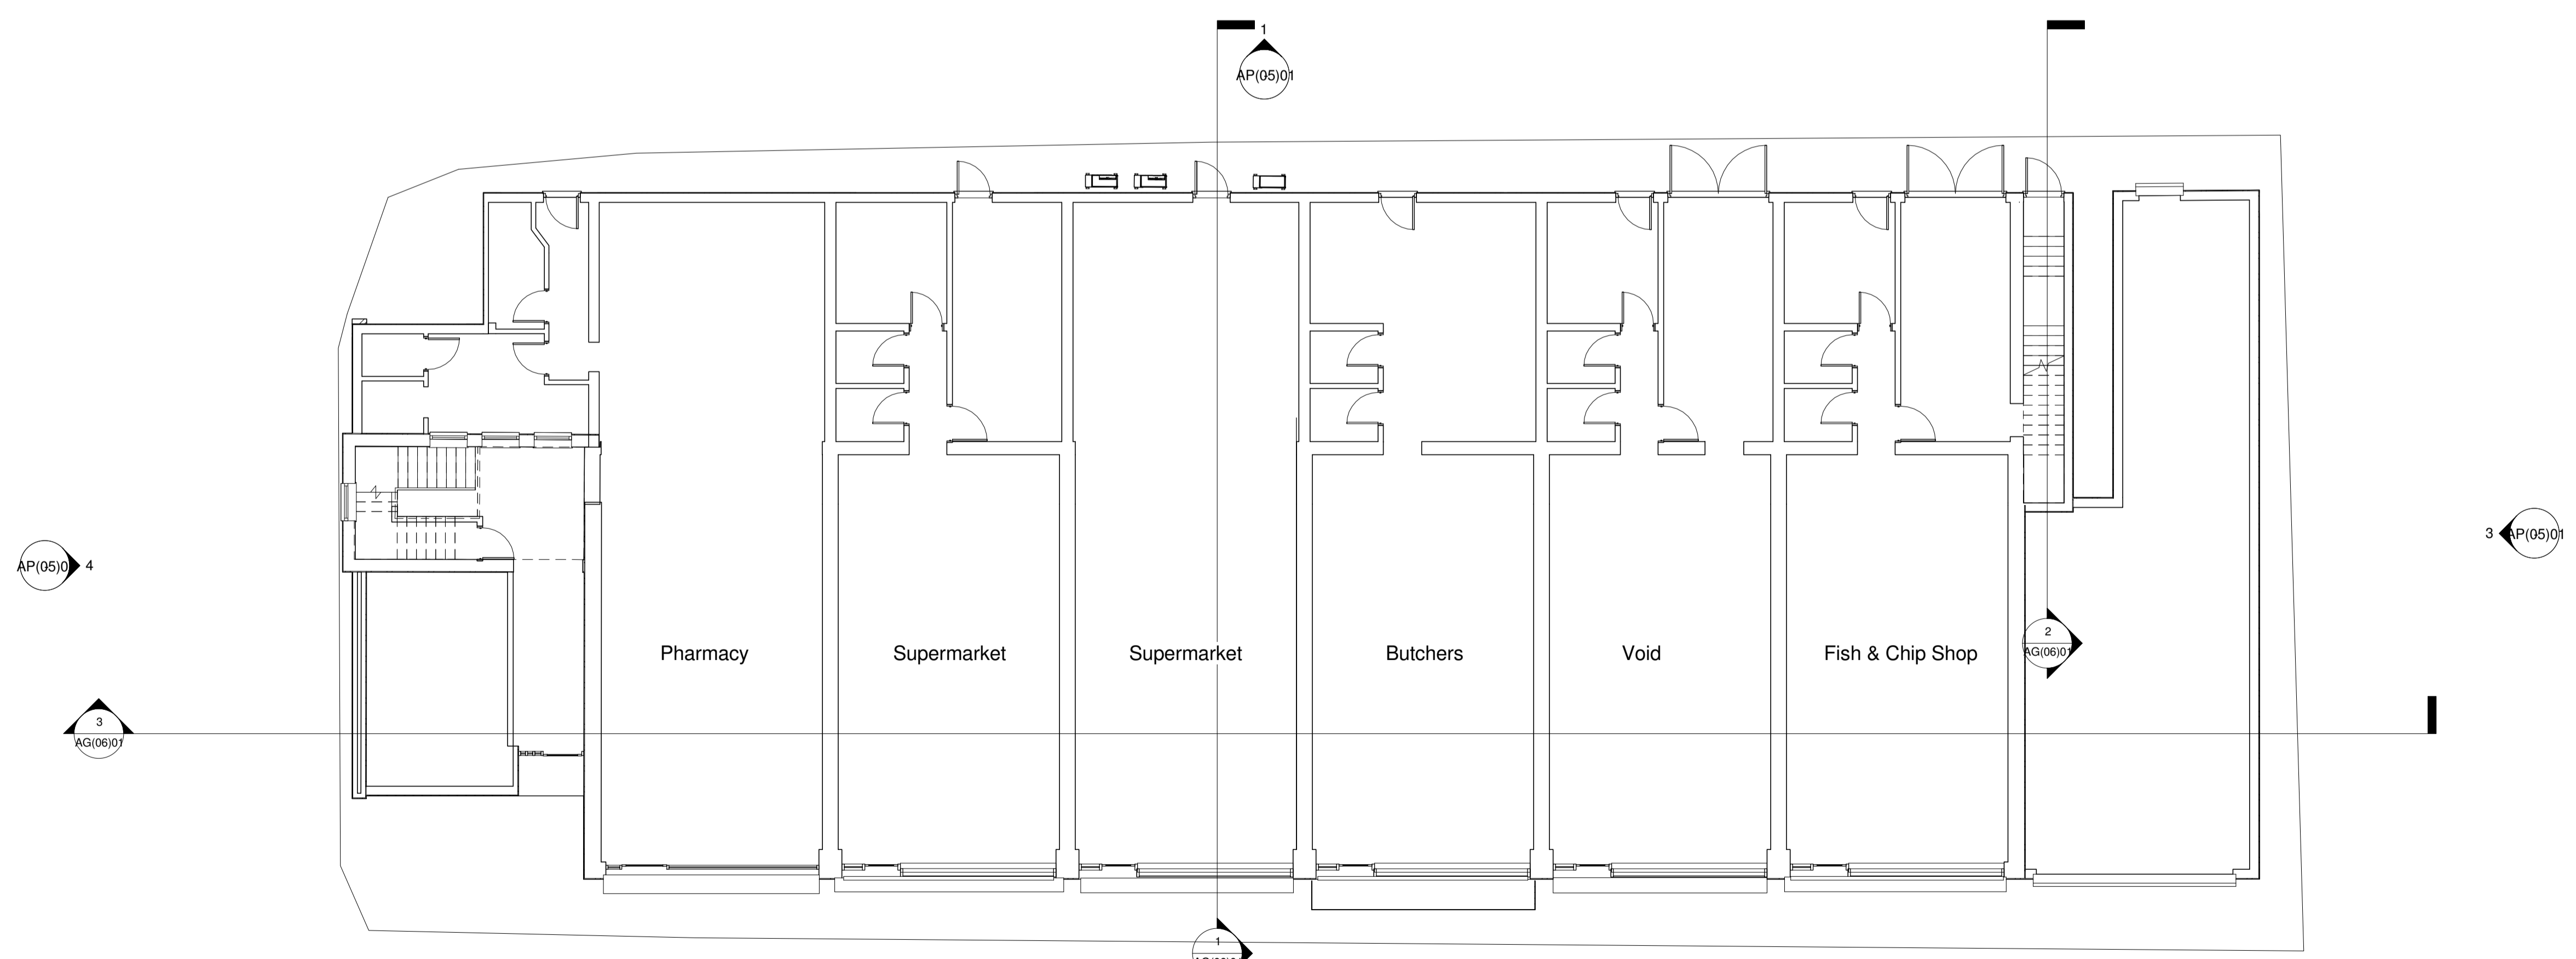 1
AP(05)01
Pharmacy
Supermarket
Supermarket
Butchers
Void
Fish & Chip Shop
AP(05)0
4
3
AP(05)01
2
AG(06)01
3
AG(06)01
1